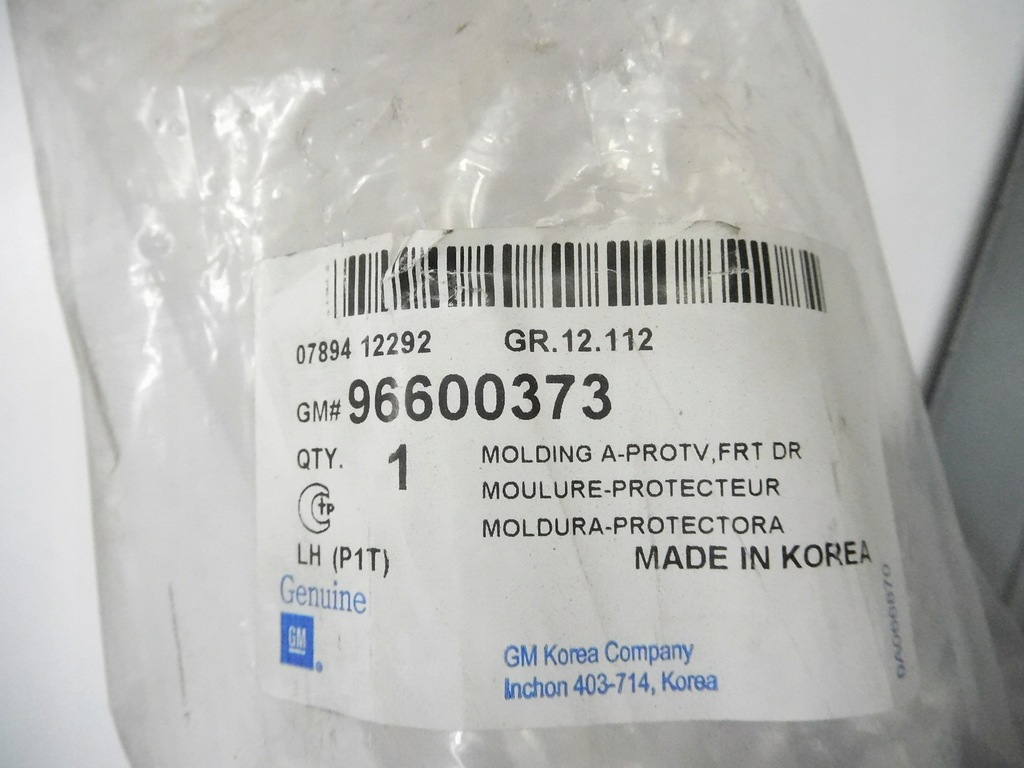 07894 12292 GR.12.112
GM# 96600373
QTY. 1 MOLDING A-PROTV,FRT DR
MOULURE-PROTECTEUR
MOLDURA-PROTECTORA
LH (P1T) MADE IN KOREA
Genuine
GM
GM Korea Company
Inchon 403-714, Korea